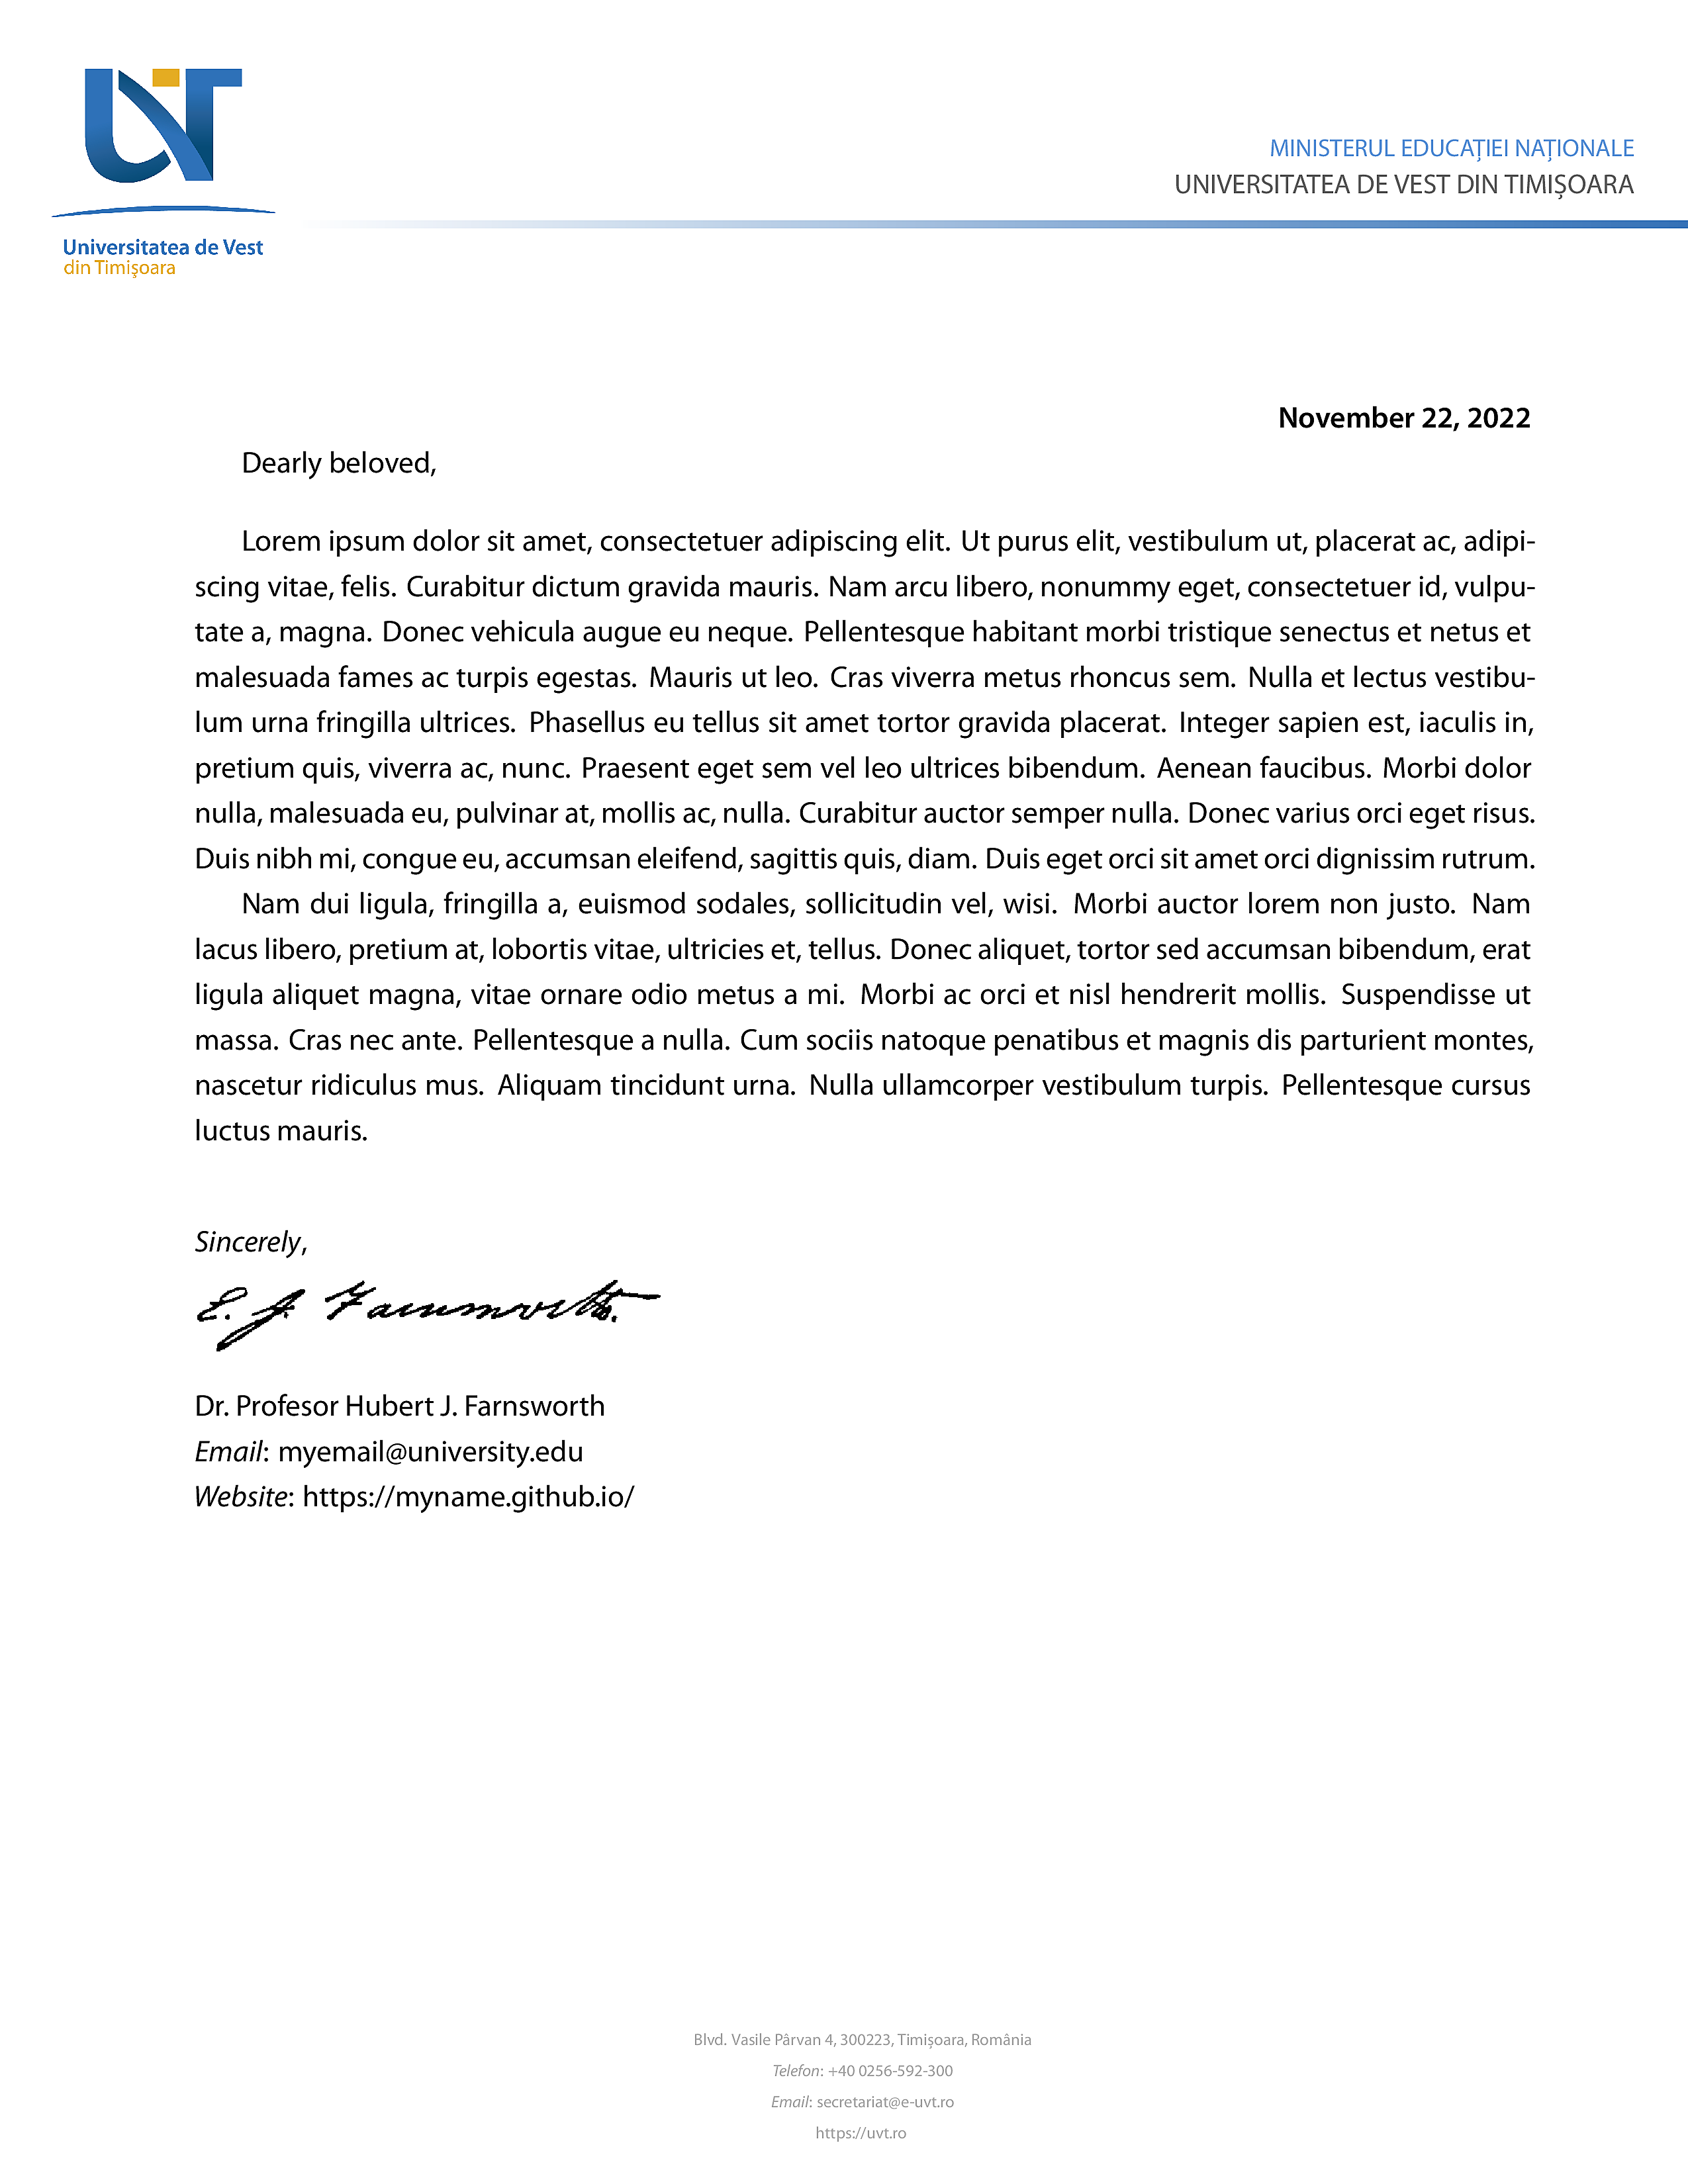 UVT
Universitatea de Vest
din Timişoara
MINISTERUL EDUCAȚIEI NAȚIONALE
UNIVERSITATEA DE VEST DIN TIMIȘOARA
November 22, 2022
Dearly beloved,
Lorem ipsum dolor sit amet, consectetuer adipiscing elit. Ut purus elit, vestibulum ut, placerat ac, adipi-
scing vitae, felis. Curabitur dictum gravida mauris. Nam arcu libero, nonummy eget, consectetuer id, vulpu-
tate a, magna. Donec vehicula augue eu neque. Pellentesque habitant morbi tristique senectus et netus et
malesuada fames ac turpis egestas. Mauris ut leo. Cras viverra metus rhoncus sem. Nulla et lectus vestibu-
lum urna fringilla ultrices. Phasellus eu tellus sit amet tortor gravida placerat. Integer sapien est, iaculis in,
pretium quis, viverra ac, nunc. Praesent eget sem vel leo ultrices bibendum. Aenean faucibus. Morbi dolor
nulla, malesuada eu, pulvinar at, mollis ac, nulla. Curabitur auctor semper nulla. Donec varius orci eget risus.
Duis nibh mi, congue eu, accumsan eleifend, sagittis quis, diam. Duis eget orci sit amet orci dignissim rutrum.
Nam dui ligula, fringilla a, euismod sodales, sollicitudin vel, wisi. Morbi auctor lorem non justo. Nam
lacus libero, pretium at, lobortis vitae, ultricies et, tellus. Donec aliquet, tortor sed accumsan bibendum, erat
ligula aliquet magna, vitae ornare odio metus a mi. Morbi ac orci et nisl hendrerit mollis. Suspendisse ut
massa. Cras nec ante. Pellentesque a nulla. Cum sociis natoque penatibus et magnis dis parturient montes,
nascetur ridiculus mus. Aliquam tincidunt urna. Nulla ullamcorper vestibulum turpis. Pellentesque cursus
luctus mauris.
Sincerely,
E. J. Farnsworth.
Dr. Profesor Hubert J. Farnsworth
Email: myemail@university.edu
Website: https://myname.github.io/
Blvd. Vasile Pârvan 4, 300223, Timișoara, România
Telefon: +40 0256-592-300
Email: secretariat@e-uvt.ro
https://uvt.ro